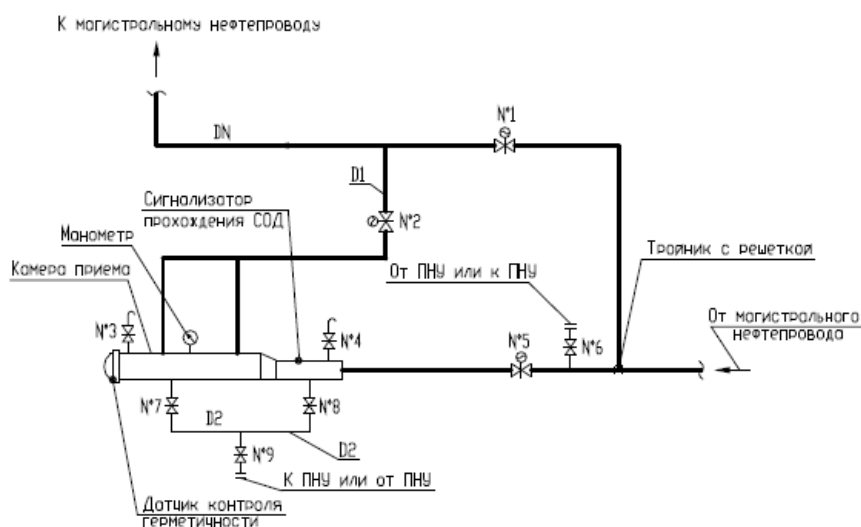 К магистральному нефтепроводу
DN
N°1
D1
Сигнализатор
прохождения СОД
N°2
Манометр
Камера приема
Тройник с решеткой
От ПНУ или к ПНУ
От магистрального
нефтепровода
N°3
N°4
N°5
N°6
N°7
N°8
D2
D2
N°9
К ПНУ или от ПНУ
Датчик контроля
герметичности